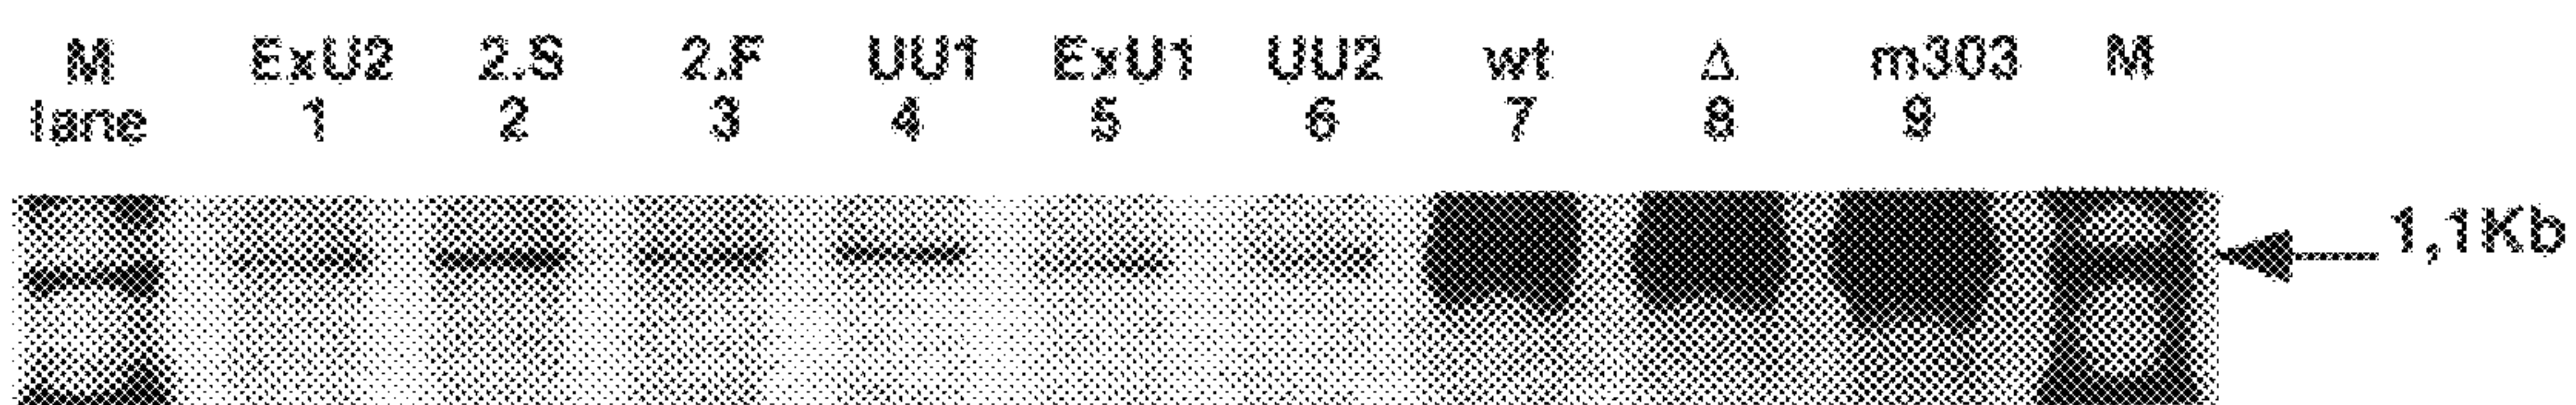 M ExU2 2.S 2.F UU1 ExU1 UU2 wt Δ m303 M
lane 1 2 3 4 5 6 7 8 9
1,1Kb